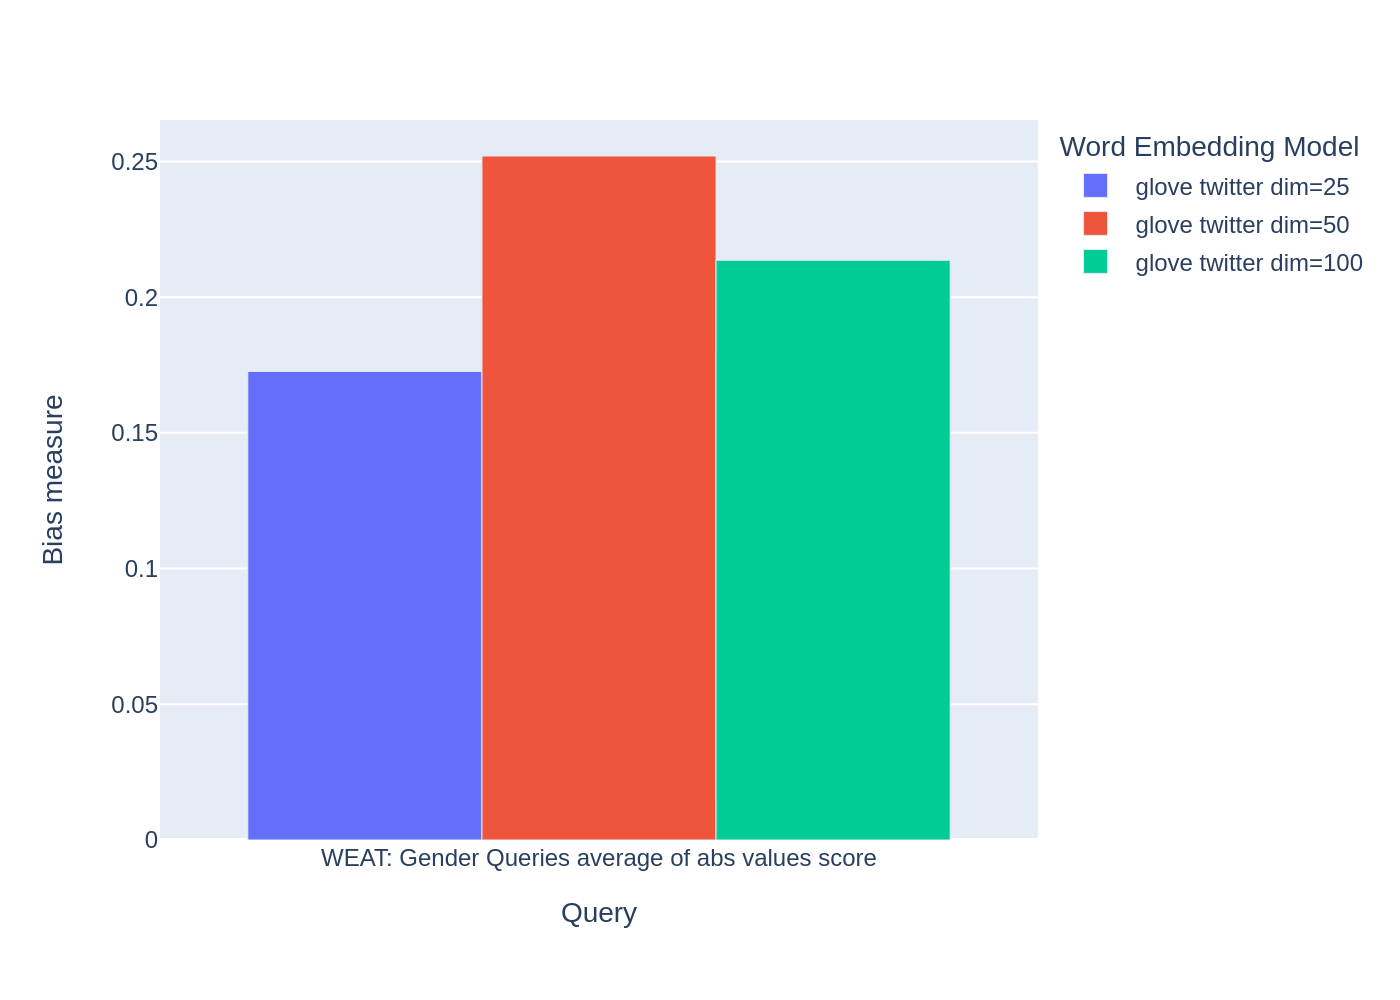 Word Embedding Model
glove twitter dim=25
glove twitter dim=50
glove twitter dim=100
0.25
0.2
0.15
0.1
0.05
0
Bias measure
WEAT: Gender Queries average of abs values score
Query